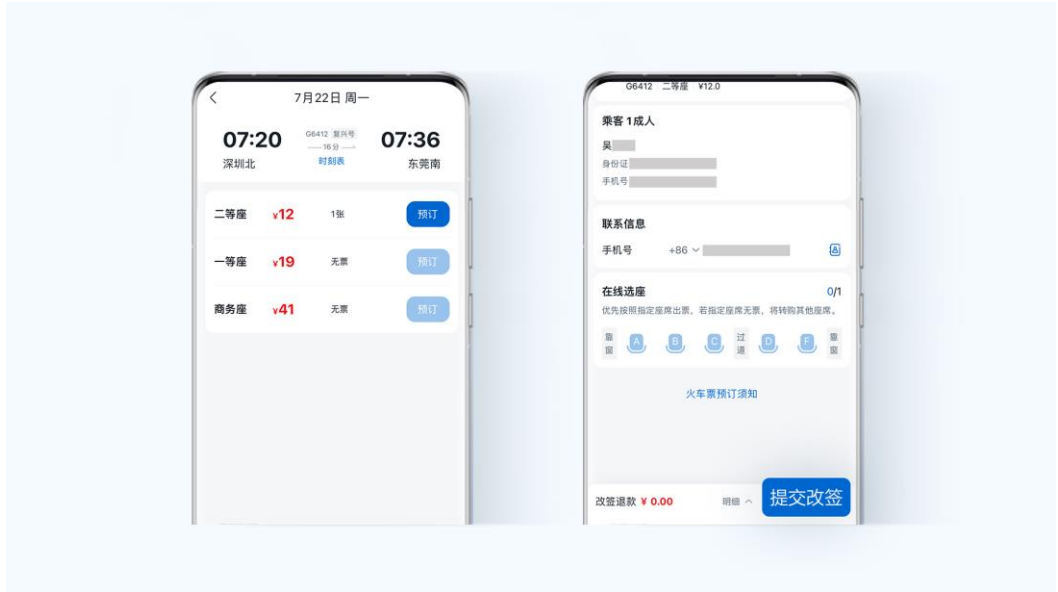 7月22日 周一
G6412 复兴号
07:20
16分
07:36
深圳北
时刻表
东莞南
二等座 ¥12 1张 预订
一等座 ¥19 无票 预订
商务座 ¥41 无票 预订
G6412 二等座 ¥12.0
乘客 1成人
吴
身份证
手机号
联系信息
手机号 +86
在线选座 0/1
优先按照指定座席出票，若指定座席无票，将转购其他座席。
靠窗 A B C 过道 D F 靠窗
火车票预订须知
改签退款 ¥ 0.00 明细 提交改签